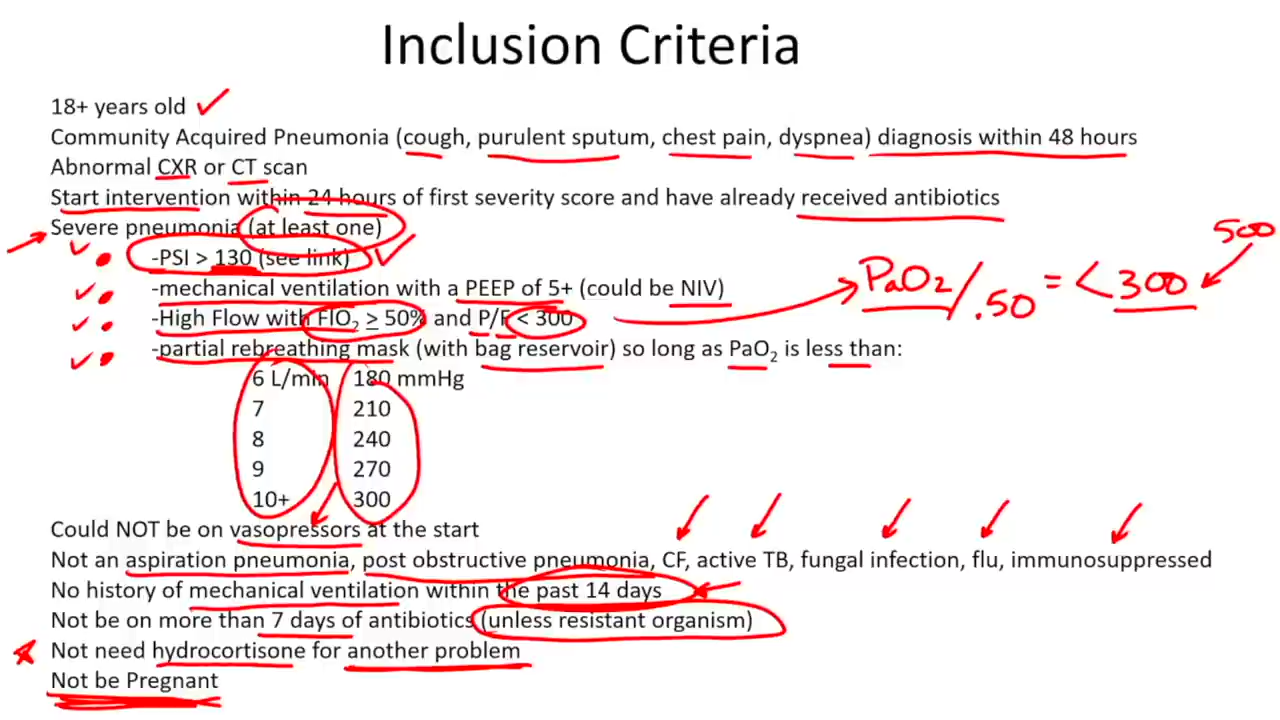 Inclusion Criteria
18+ years old
Community Acquired Pneumonia (cough, purulent sputum, chest pain, dyspnea) diagnosis within 48 hours
Abnormal CXR or CT scan
Start intervention within 24 hours of first severity score and have already received antibiotics
Severe pneumonia (at least one)
-PSI > 130 (see link)
-mechanical ventilation with a PEEP of 5+ (could be NIV)
-High Flow with FIO₂ ≥ 50% and P/F < 300
-partial rebreathing mask (with bag reservoir) so long as PaO₂ is less than:
6 L/min 180 mmHg
7 210
8 240
9 270
10+ 300
Could NOT be on vasopressors at the start
Not an aspiration pneumonia, post obstructive pneumonia, CF, active TB, fungal infection, flu, immunosuppressed
No history of mechanical ventilation within the past 14 days
Not be on more than 7 days of antibiotics (unless resistant organism)
Not need hydrocortisone for another problem
Not be Pregnant
500
PaO₂/.50 = <300